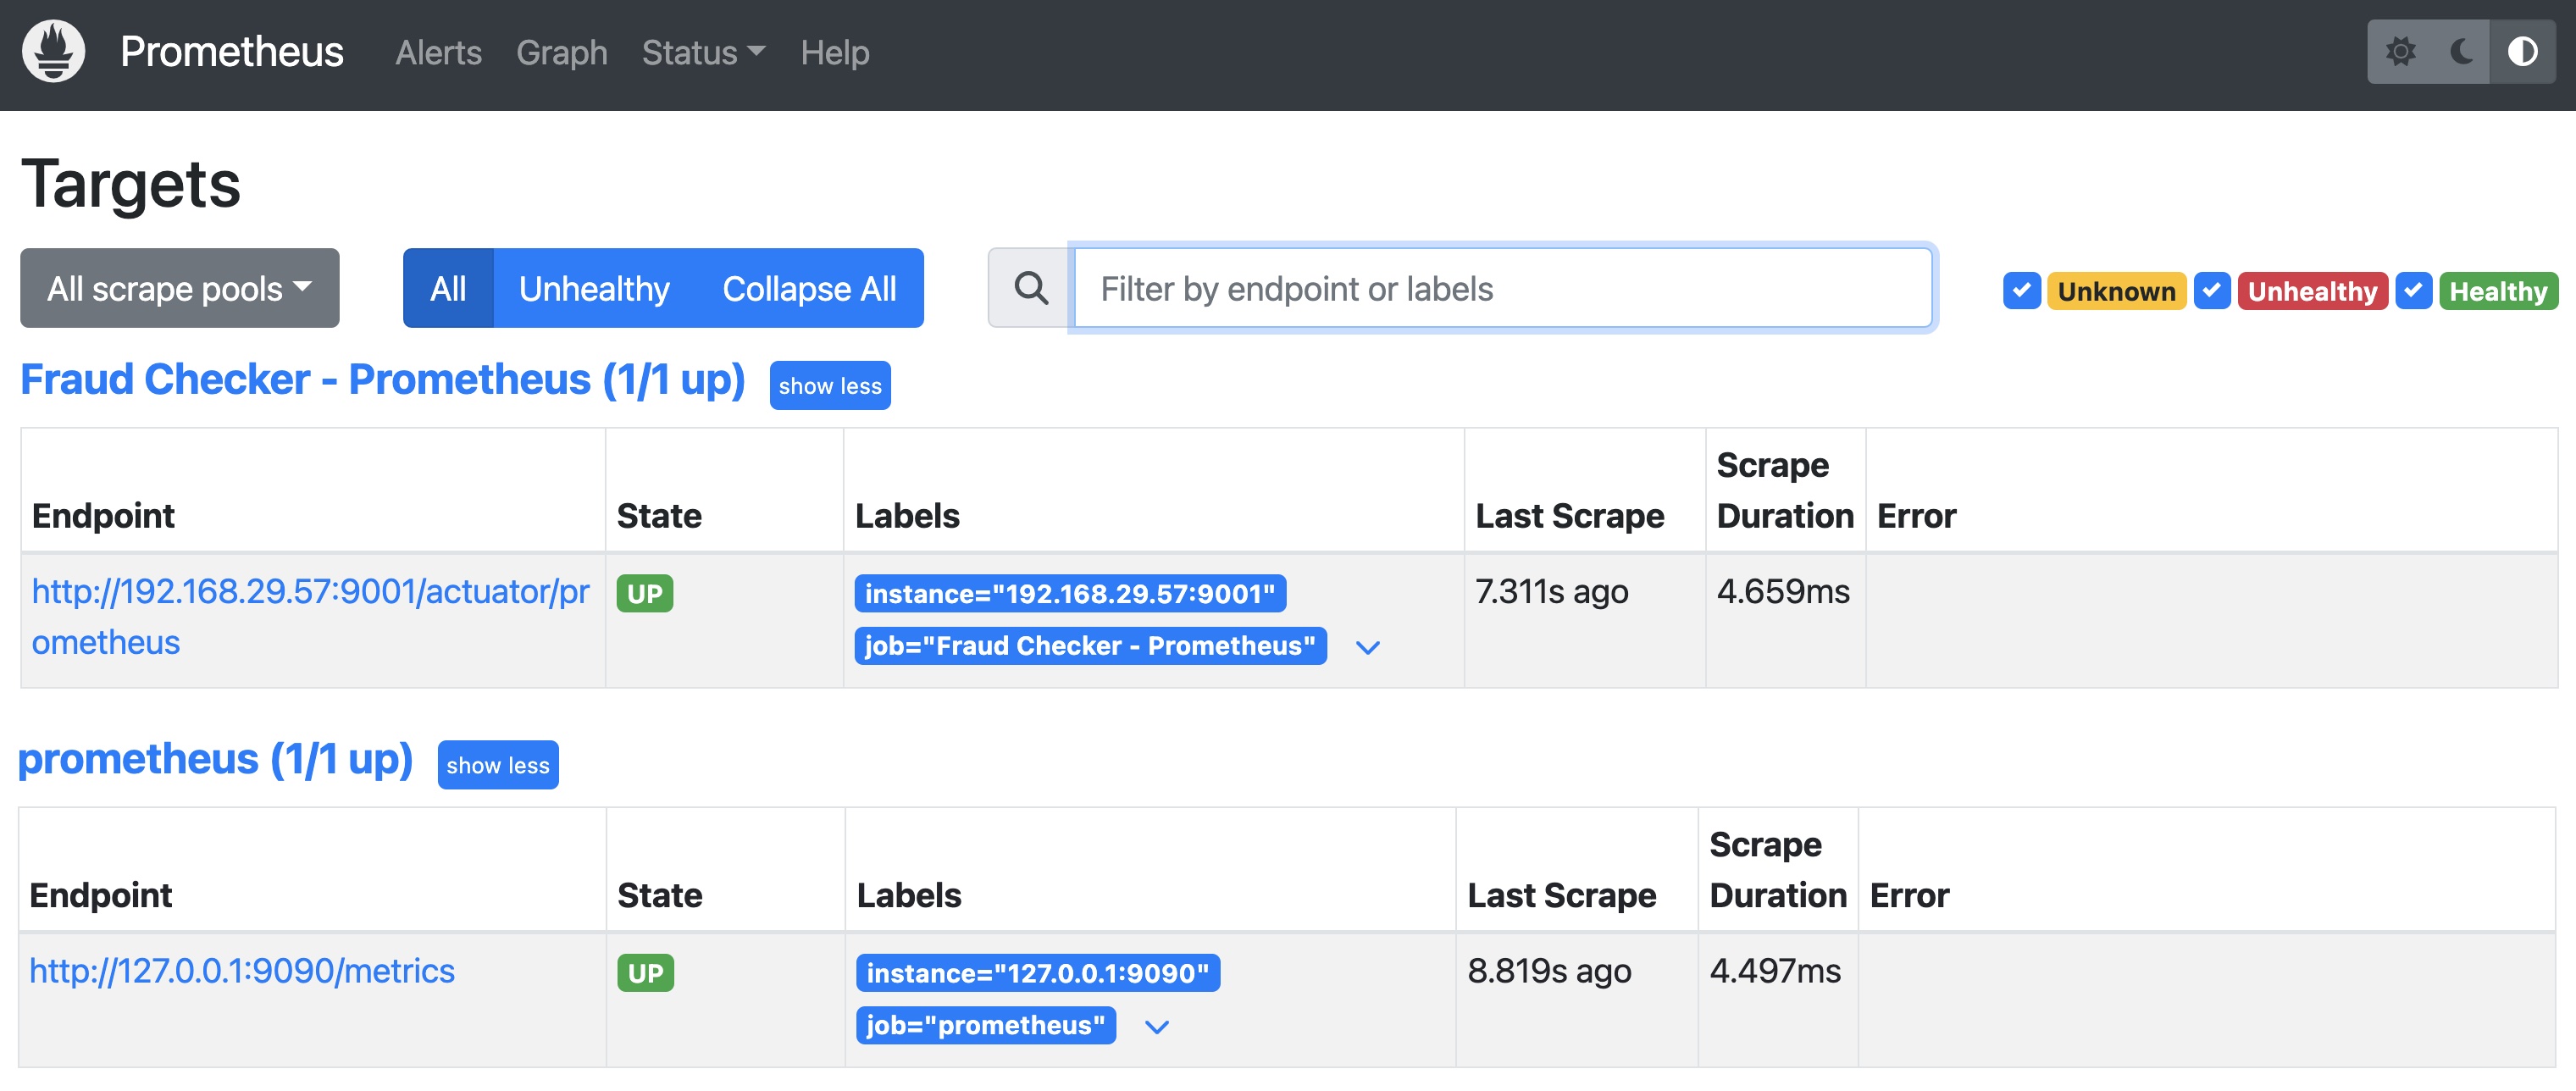 Prometheus Alerts Graph Status Help
Targets
All scrape pools All Unhealthy Collapse All Filter by endpoint or labels Unknown Unhealthy Healthy
Fraud Checker - Prometheus (1/1 up) show less
Endpoint State Labels Last Scrape Scrape Duration Error
http://192.168.29.57:9001/actuator/pr
ometheus
UP
instance="192.168.29.57:9001"
job="Fraud Checker - Prometheus"
7.311s ago
4.659ms
prometheus (1/1 up) show less
Endpoint State Labels Last Scrape Scrape Duration Error
http://127.0.0.1:9090/metrics
UP
instance="127.0.0.1:9090"
job="prometheus"
8.819s ago
4.497ms